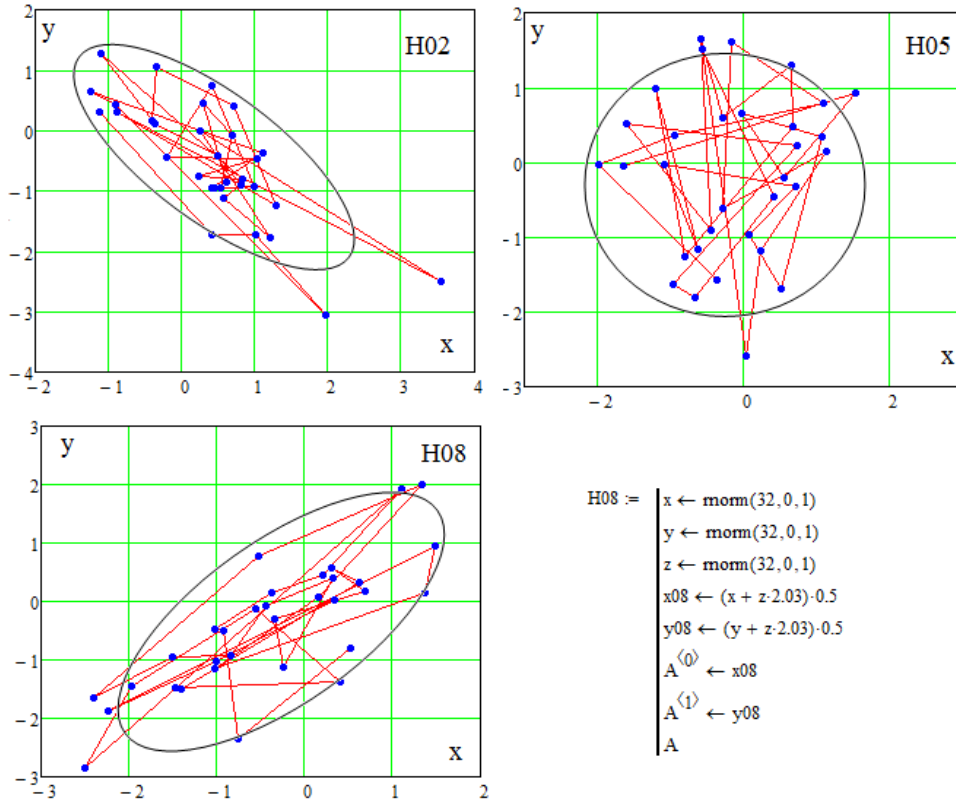 y
H02
1
0
− 1
− 2
− 3
− 4
− 2
− 1
0
1
2
3
4
x
y
H05
2
1
0
− 1
− 2
− 3
− 2
0
2
x
y
H08
3
2
1
0
− 1
− 2
− 3
− 3
− 2
− 1
0
1
2
x
H08 :=
x ← rnorm(32, 0, 1)
y ← rnorm(32, 0, 1)
z ← rnorm(32, 0, 1)
x08 ← (x + z·2.03)·0.5
y08 ← (y + z·2.03)·0.5
A⟨0⟩ ← x08
A⟨1⟩ ← y08
A